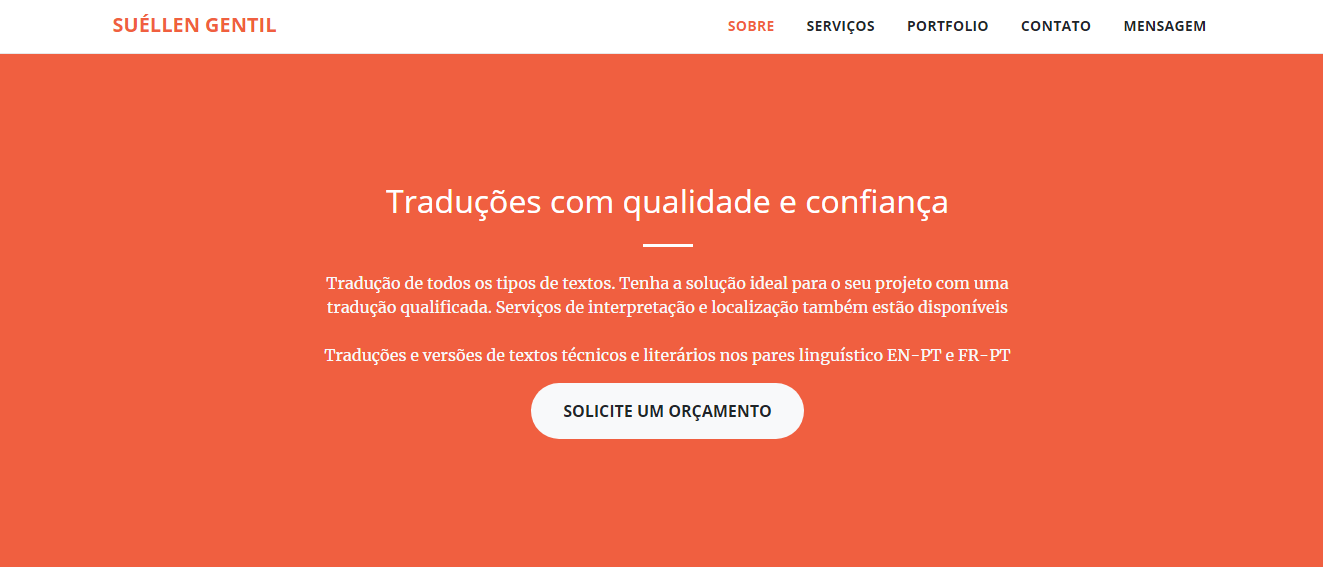 SUÉLLEN GENTIL
SOBRE SERVIÇOS PORTFOLIO CONTATO MENSAGEM
Traduções com qualidade e confiança
Tradução de todos os tipos de textos. Tenha a solução ideal para o seu projeto com uma
tradução qualificada. Serviços de interpretação e localização também estão disponíveis
Traduções e versões de textos técnicos e literários nos pares linguístico EN-PT e FR-PT
SOLICITE UM ORÇAMENTO